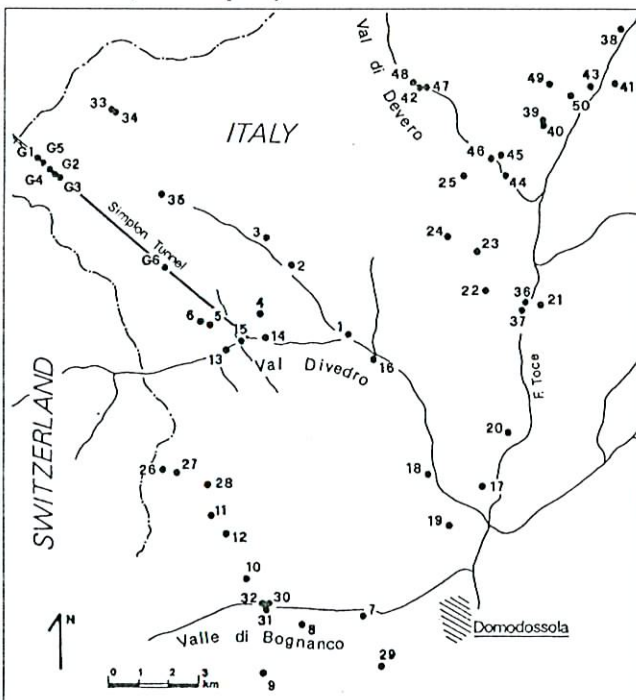 38
Val di
Devero
48
47
42
49
43
41
50
39
40
33
34
ITALY
G1
G5
G2
G4
G3
46
45
25
44
35
Simplon Tunnel
3
24
23
2
G6
22
36
21
37
4
6
5
15
14
1
13
Val Divedro
16
F. Toce
SWITZERLAND
20
26
27
28
18
17
11
19
12
10
32
30
31
7
8
Valle di Bognanco
Domodossola
N
29
9
0 1 2 3
km